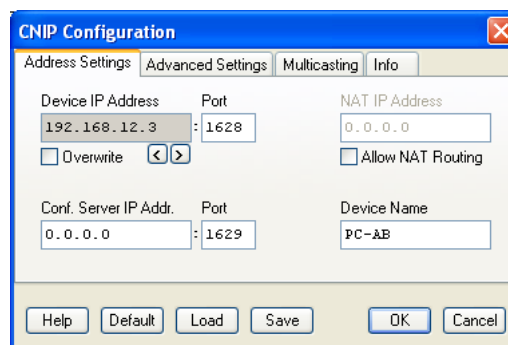 CNIP Configuration
Address Settings Advanced Settings Multicasting Info
Device IP Address Port NAT IP Address
192.168.12.3 : 1628 0.0.0.0
Overwrite < > Allow NAT Routing
Conf. Server IP Addr. Port Device Name
0.0.0.0 : 1629 PC-AB
Help Default Load Save OK Cancel